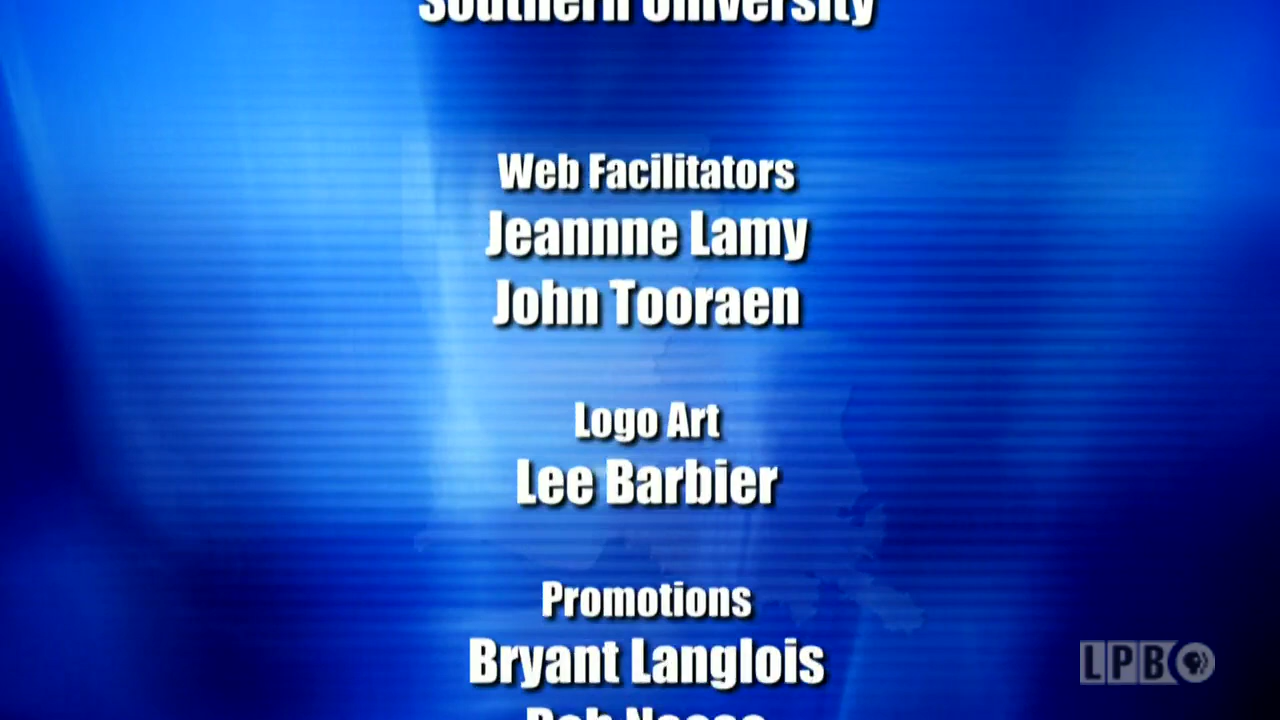 Southern University
Web Facilitators
Jeannne Lamy
John Tooraen
Logo Art
Lee Barbier
Promotions
Bryant Langlois
LPB